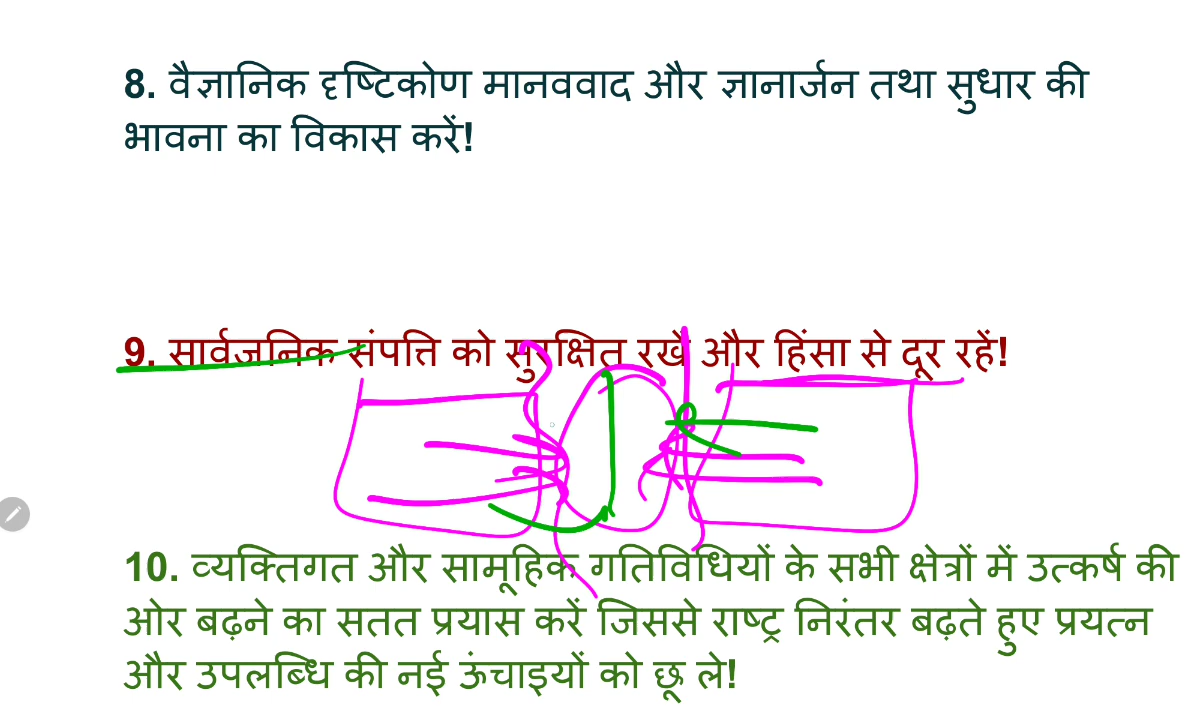 8. वैज्ञानिक दृष्टिकोण मानववाद और ज्ञानार्जन तथा सुधार की
भावना का विकास करें!
9. सार्वजनिक संपत्ति को सुरक्षित रखें और हिंसा से दूर रहें!
10. व्यक्तिगत और सामूहिक गतिविधियों के सभी क्षेत्रों में उत्कर्ष की
ओर बढ़ने का सतत प्रयास करें जिससे राष्ट्र निरंतर बढ़ते हुए प्रयत्न
और उपलब्धि की नई ऊंचाइयों को छू ले!